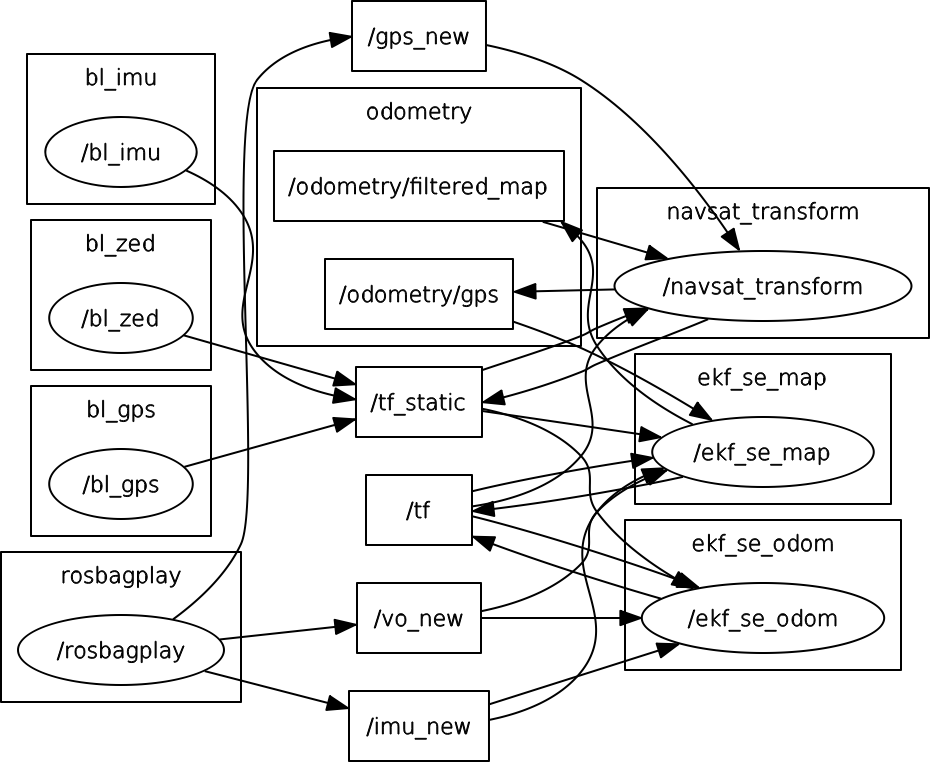 /gps_new
bl_imu
/bl_imu
odometry
/odometry/filtered_map
/odometry/gps
navsat_transform
/navsat_transform
bl_zed
/bl_zed
/tf_static
ekf_se_map
/ekf_se_map
bl_gps
/bl_gps
/tf
ekf_se_odom
/ekf_se_odom
rosbagplay
/rosbagplay
/vo_new
/imu_new